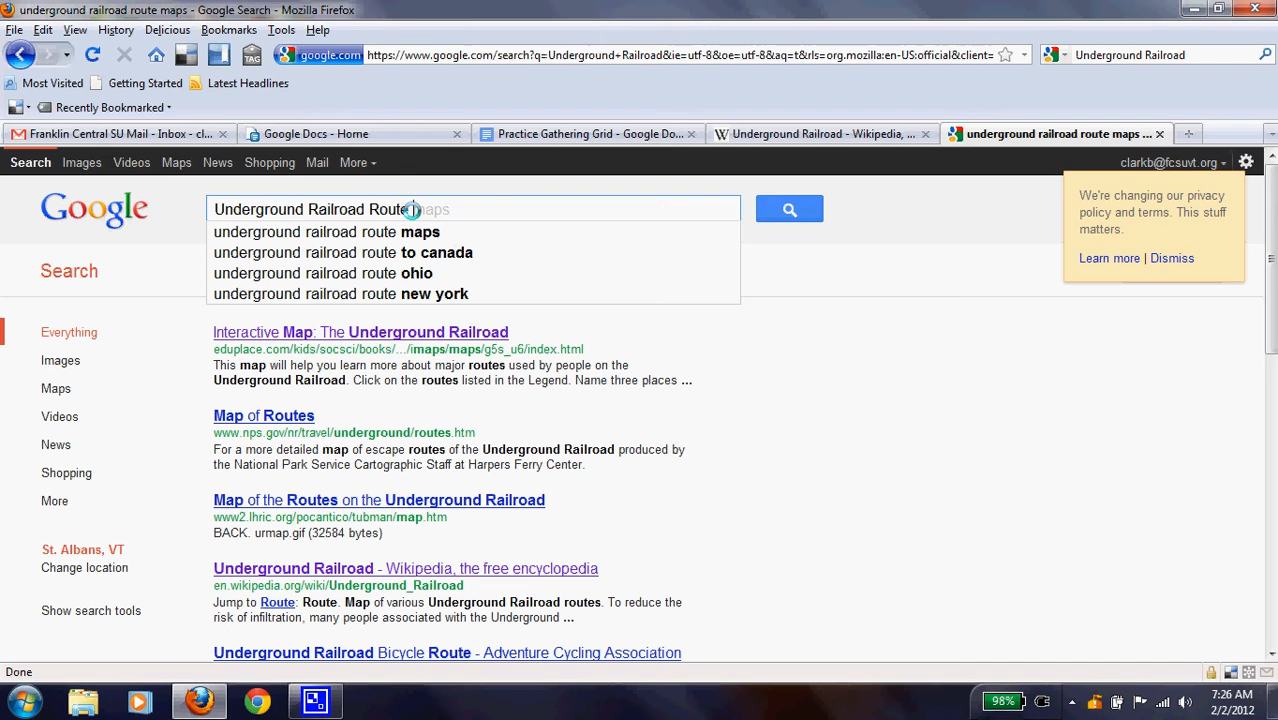 underground railroad route maps - Google Search - Mozilla Firefox
File Edit View History Delicious Bookmarks Tools Help
TAG google.com https://www.google.com/search?q=Underground+Railroad&ie=utf-8&oe=utf-8&aq=t&rls=org.mozilla:en-US:official&client= Underground Railroad
Most Visited Getting Started Latest Headlines
Recently Bookmarked
Franklin Central SU Mail - Inbox - cl... Google Docs - Home Practice Gathering Grid - Google Do... Underground Railroad - Wikipedia, ... underground railroad route maps ...
Search Images Videos Maps News Shopping Mail More clarkb@fcsuvt.org
Google Underground Railroad Route maps
underground railroad route maps
underground railroad route to canada
underground railroad route ohio
underground railroad route new york
We're changing our privacy
policy and terms. This stuff
matters.
Learn more | Dismiss
Search
Everything
Images
Maps
Videos
News
Shopping
More
St. Albans, VT
Change location
Show search tools
Interactive Map: The Underground Railroad
eduplace.com/kids/socsci/books/.../imaps/maps/g5s_u6/index.html
This map will help you learn more about major routes used by people on the
Underground Railroad. Click on the routes listed in the Legend. Name three places ...
Map of Routes
www.nps.gov/nr/travel/underground/routes.htm
For a more detailed map of escape routes of the Underground Railroad produced by
the National Park Service Cartographic Staff at Harpers Ferry Center.
Map of the Routes on the Underground Railroad
www2.lhric.org/pocantico/tubman/map.htm
BACK. urmap.gif (32584 bytes)
Underground Railroad - Wikipedia, the free encyclopedia
en.wikipedia.org/wiki/Underground_Railroad
Jump to Route: Route. Map of various Underground Railroad routes. To reduce the
risk of infiltration, many people associated with the Underground ...
Underground Railroad Bicycle Route - Adventure Cycling Association
Done
98% 7:26 AM
2/2/2012